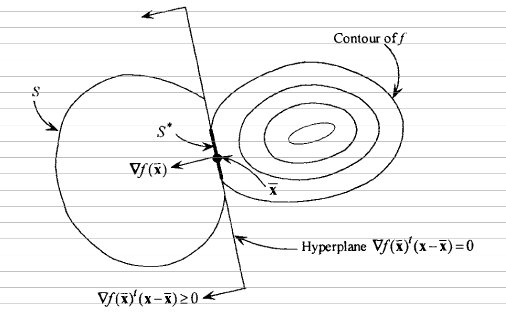 Contour of f
S
S*
∇f(x̄)
x̄
Hyperplane ∇f(x̄)ᵗ(x−x̄)=0
∇f(x̄)ᵗ(x−x̄)≥0